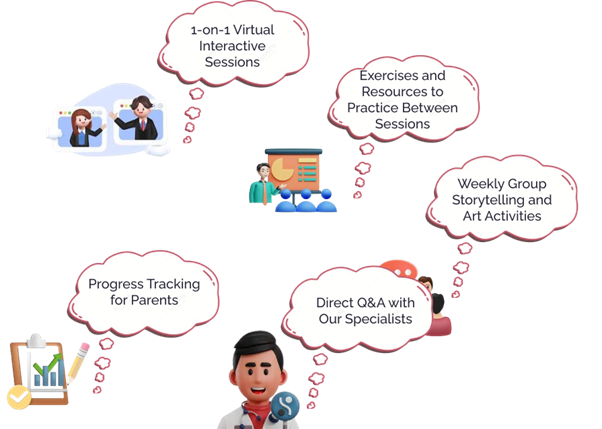 1-on-1 Virtual
Interactive
Sessions
Exercises and
Resources to
Practice Between
Sessions
Weekly Group
Storytelling and
Art Activities
Progress Tracking
for Parents
Direct Q&A with
Our Specialists